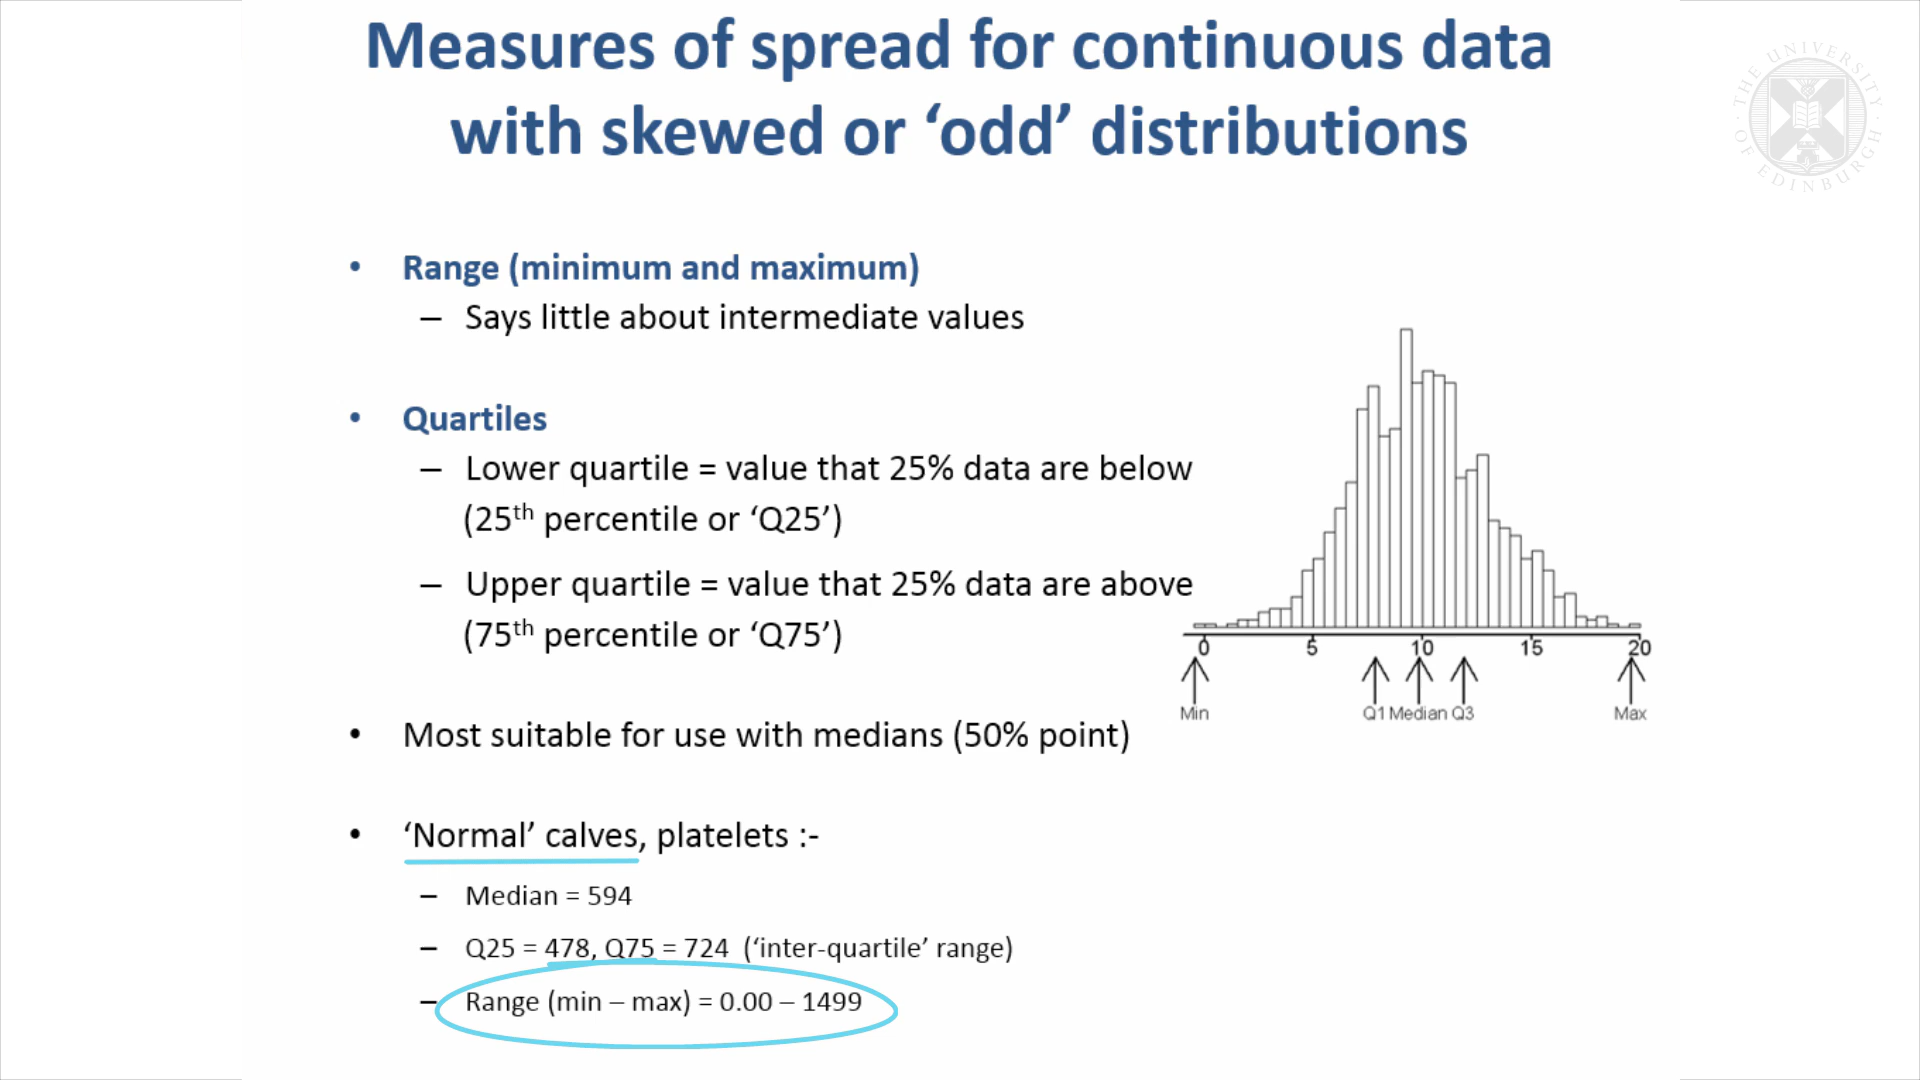 Measures of spread for continuous data
with skewed or ‘odd’ distributions
THE UNIVERSITY OF EDINBURGH
• Range (minimum and maximum)
– Says little about intermediate values
• Quartiles
– Lower quartile = value that 25% data are below
(25th percentile or ‘Q25’)
– Upper quartile = value that 25% data are above
(75th percentile or ‘Q75’)
0 5 10 15 20
Min Q1 Median Q3 Max
• Most suitable for use with medians (50% point)
• ‘Normal’ calves, platelets :-
– Median = 594
– Q25 = 478, Q75 = 724 (‘inter-quartile’ range)
– Range (min – max) = 0.00 – 1499